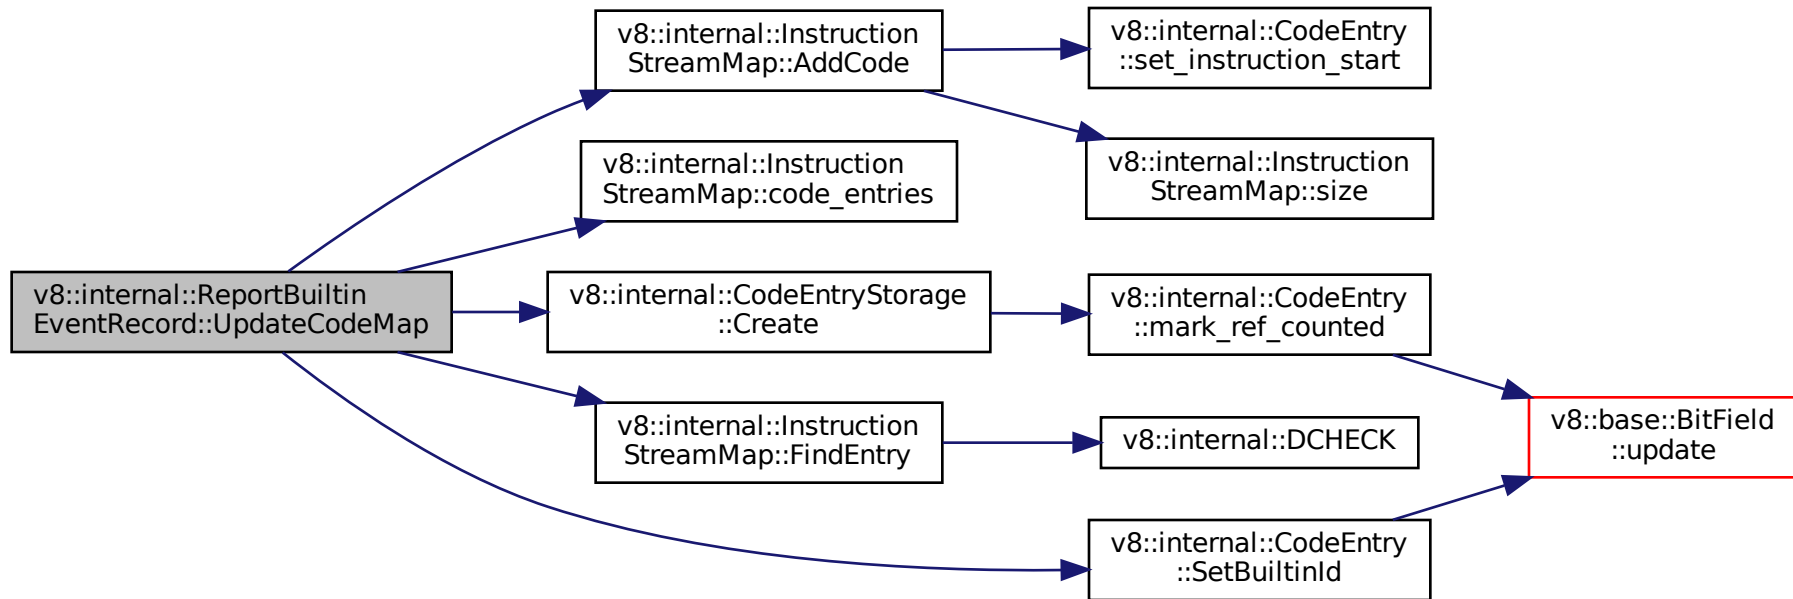 v8::internal::ReportBuiltin
EventRecord::UpdateCodeMap
v8::internal::Instruction
StreamMap::AddCode
v8::internal::Instruction
StreamMap::code_entries
v8::internal::CodeEntryStorage
::Create
v8::internal::Instruction
StreamMap::FindEntry
v8::internal::CodeEntry
::set_instruction_start
v8::internal::Instruction
StreamMap::size
v8::internal::CodeEntry
::mark_ref_counted
v8::internal::DCHECK
v8::internal::CodeEntry
::SetBuiltinId
v8::base::BitField
::update